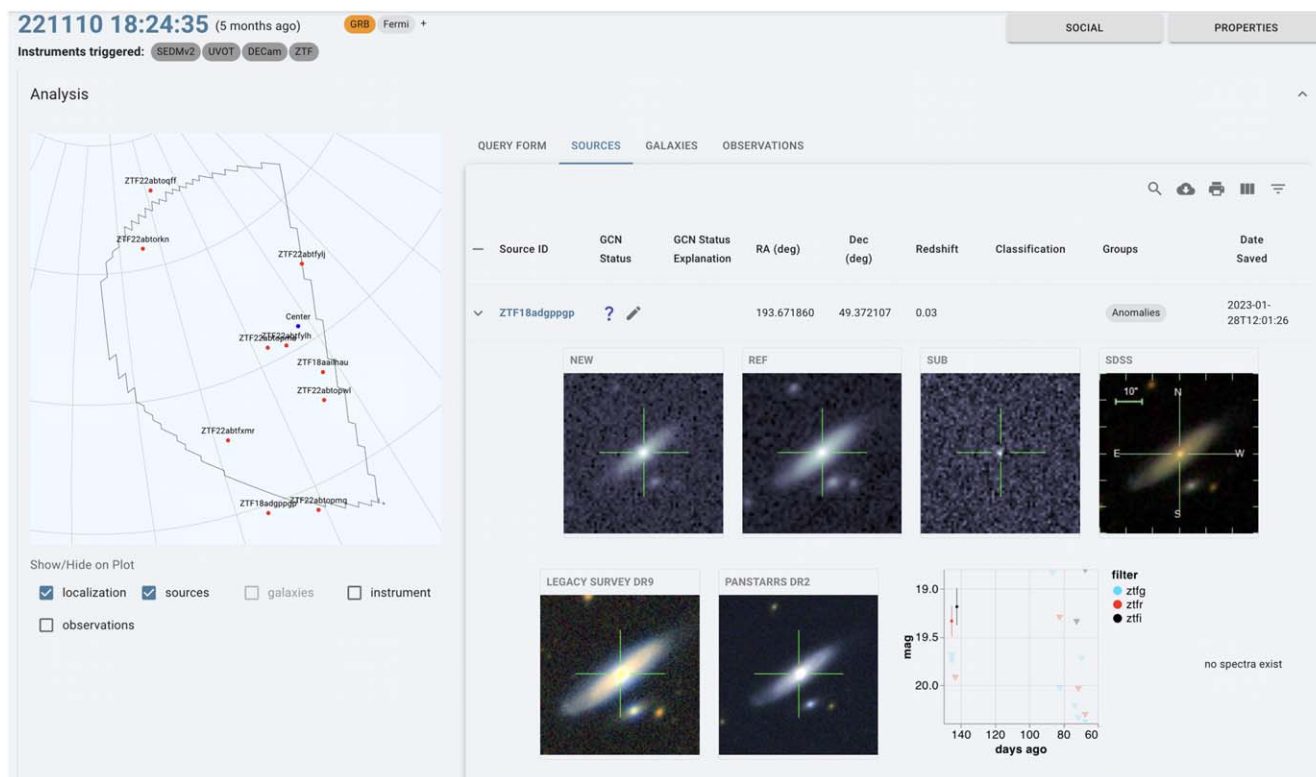 221110 18:24:35 (5 months ago) GRB Fermi +
SOCIAL
PROPERTIES
Instruments triggered: SEDMv2 UVOT DECam ZTF
Analysis
ZTF22abtoqff
ZTF22abtorkn
ZTF22abtfylj
Center
ZTF22abtfylh
ZTF18aailhau
ZTF22abtopwl
ZTF22abtfxmr
ZTF18adgppgp
ZTF22abtopmq
Show/Hide on Plot
localization sources galaxies instrument
observations
QUERY FORM SOURCES GALAXIES OBSERVATIONS
Source ID
GCN Status
GCN Status Explanation
RA (deg)
Dec (deg)
Redshift
Classification
Groups
Date Saved
ZTF18adgppgp ? 193.671860 49.372107 0.03 Anomalies 2023-01-
28T12:01:26
NEW
REF
SUB
SDSS
10"
N
E
W
S
LEGACY SURVEY DR9
PANSTARRS DR2
19.0
19.5
20.0
mag
140 120 100 80 60
days ago
filter
ztfg
ztfr
ztfi
no spectra exist